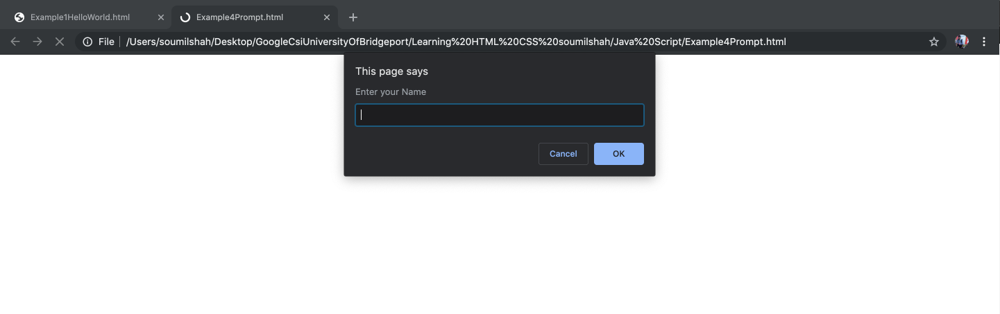 Example1HelloWorld.html
Example4Prompt.html
File /Users/soumilshah/Desktop/GoogleCsiUniversityOfBridgeport/Learning%20HTML%20CSS%20soumilshah/Java%20Script/Example4Prompt.html
This page says
Enter your Name
Cancel OK